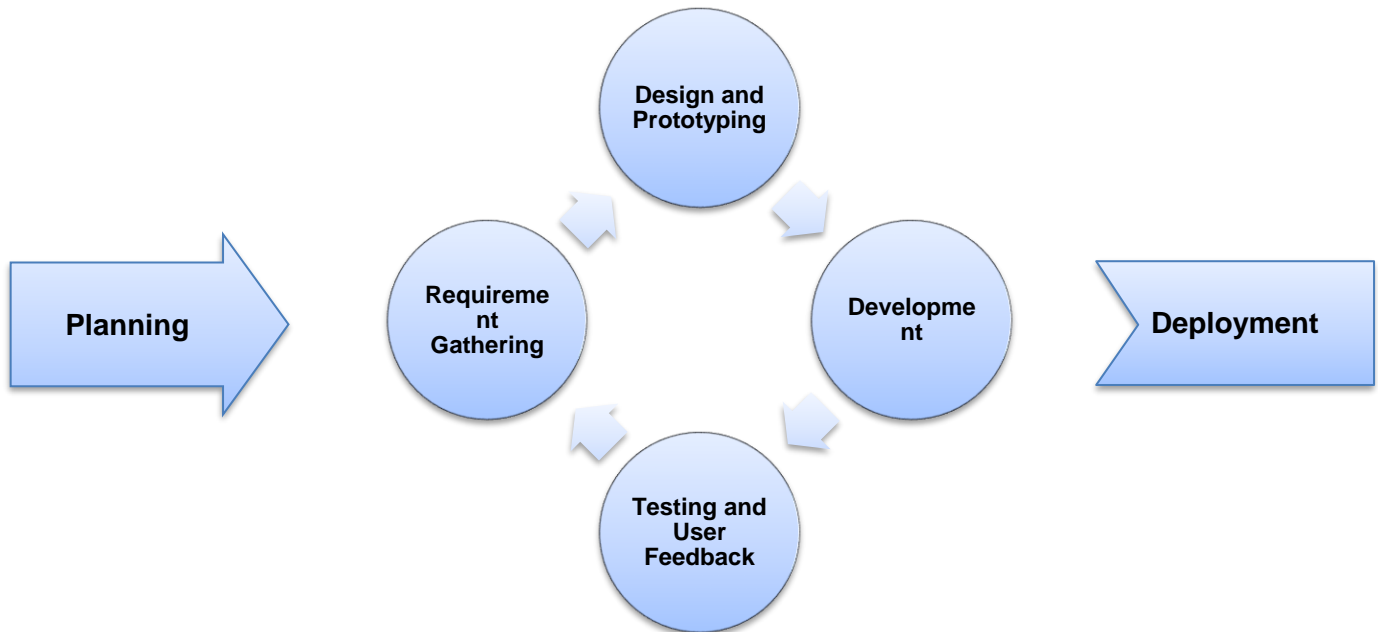 Design and
Prototyping
Planning
Requireme
nt
Gathering
Developme
nt
Deployment
Testing and
User
Feedback